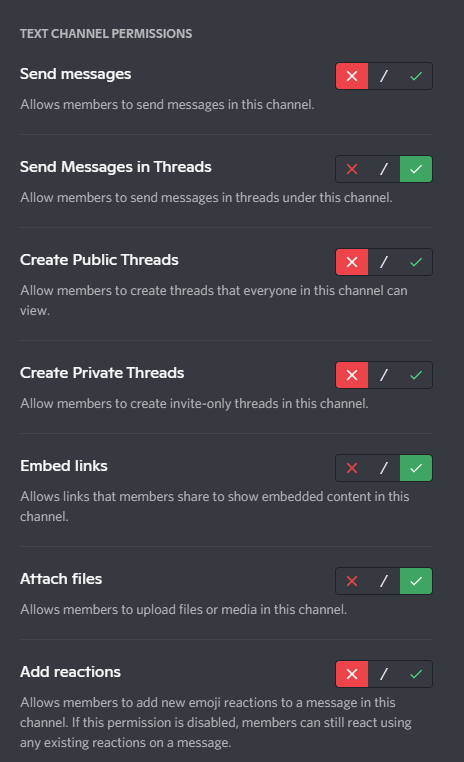 TEXT CHANNEL PERMISSIONS
Send messages
Allows members to send messages in this channel.
Send Messages in Threads
Allow members to send messages in threads under this channel.
Create Public Threads
Allow members to create threads that everyone in this channel can
view.
Create Private Threads
Allow members to create invite-only threads in this channel.
Embed links
Allows links that members share to show embedded content in this
channel.
Attach files
Allows members to upload files or media in this channel.
Add reactions
Allows members to add new emoji reactions to a message in this
channel. If this permission is disabled, members can still react using
any existing reactions on a message.